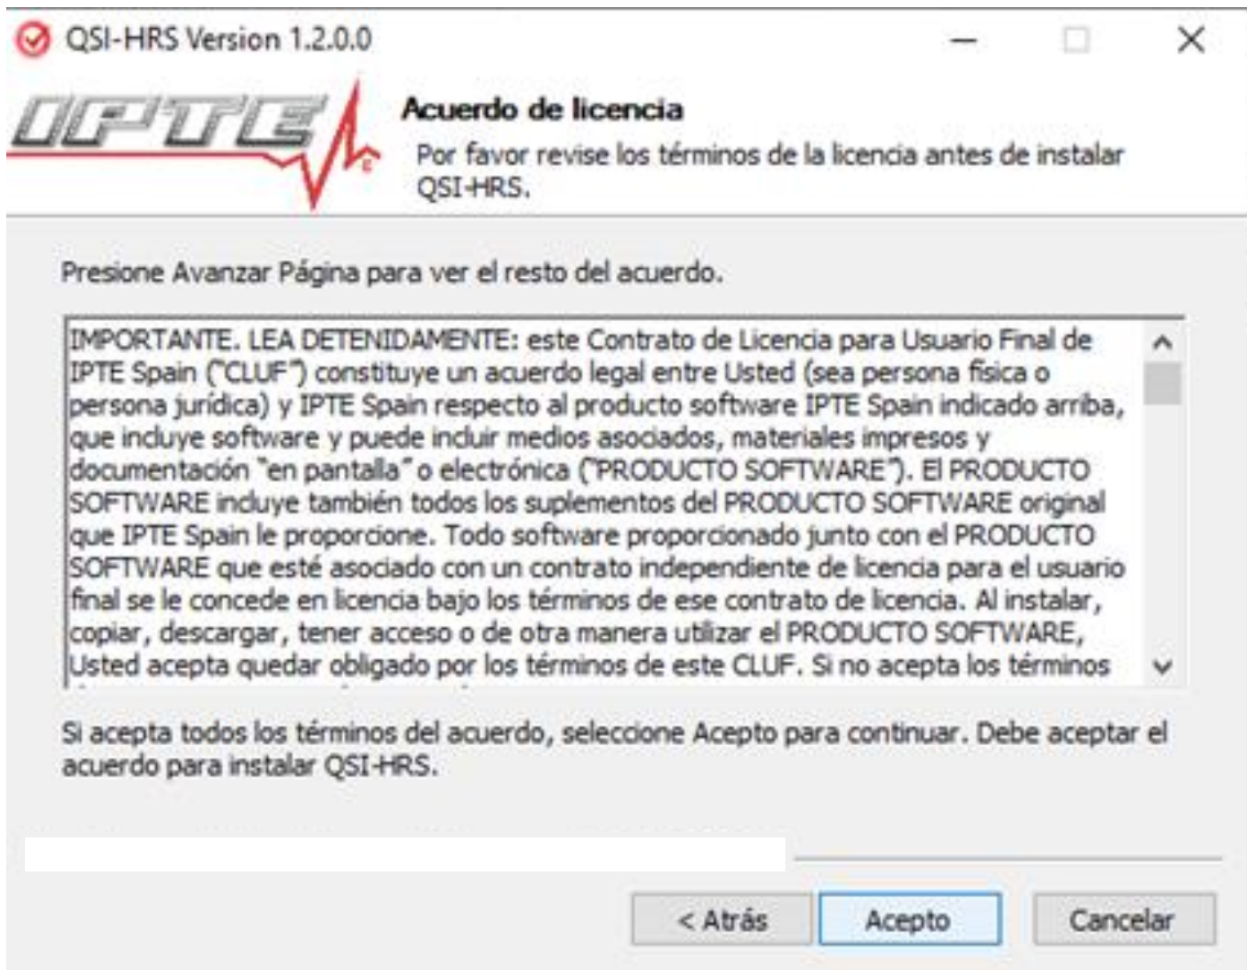 QSI-HRS Version 1.2.0.0
IPTE
Acuerdo de licencia
Por favor revise los términos de la licencia antes de instalar
QSI-HRS.
Presione Avanzar Página para ver el resto del acuerdo.
IMPORTANTE. LEA DETENIDAMENTE: este Contrato de Licencia para Usuario Final de
IPTE Spain ("CLUF") constituye un acuerdo legal entre Usted (sea persona física o
persona jurídica) y IPTE Spain respecto al producto software IPTE Spain indicado arriba,
que incluye software y puede incluir medios asociados, materiales impresos y
documentación "en pantalla" o electrónica ("PRODUCTO SOFTWARE"). El PRODUCTO
SOFTWARE incluye también todos los suplementos del PRODUCTO SOFTWARE original
que IPTE Spain le proporcione. Todo software proporcionado junto con el PRODUCTO
SOFTWARE que esté asociado con un contrato independiente de licencia para el usuario
final se le concede en licencia bajo los términos de ese contrato de licencia. Al instalar,
copiar, descargar, tener acceso o de otra manera utilizar el PRODUCTO SOFTWARE,
Usted acepta quedar obligado por los términos de este CLUF. Si no acepta los términos
Si acepta todos los términos del acuerdo, seleccione Acepto para continuar. Debe aceptar el
acuerdo para instalar QSI-HRS.
< Atrás
Acepto
Cancelar